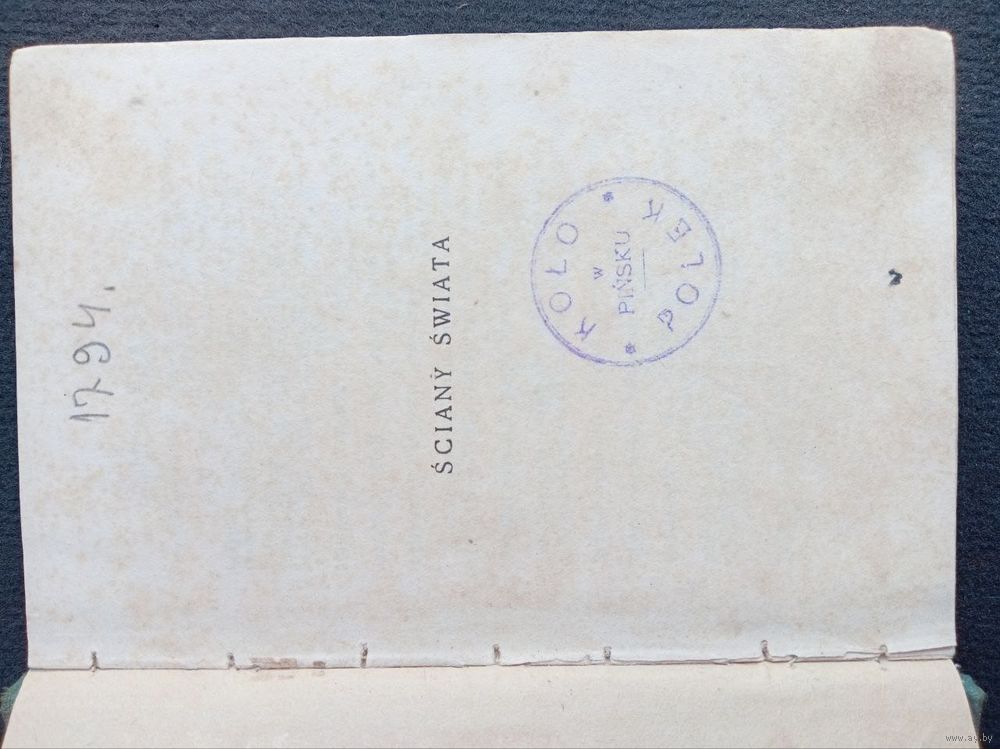 1794.
ŚCIANY ŚWIATA
KOŁO
w
PIŃSKU
POLEK
www.ay.by